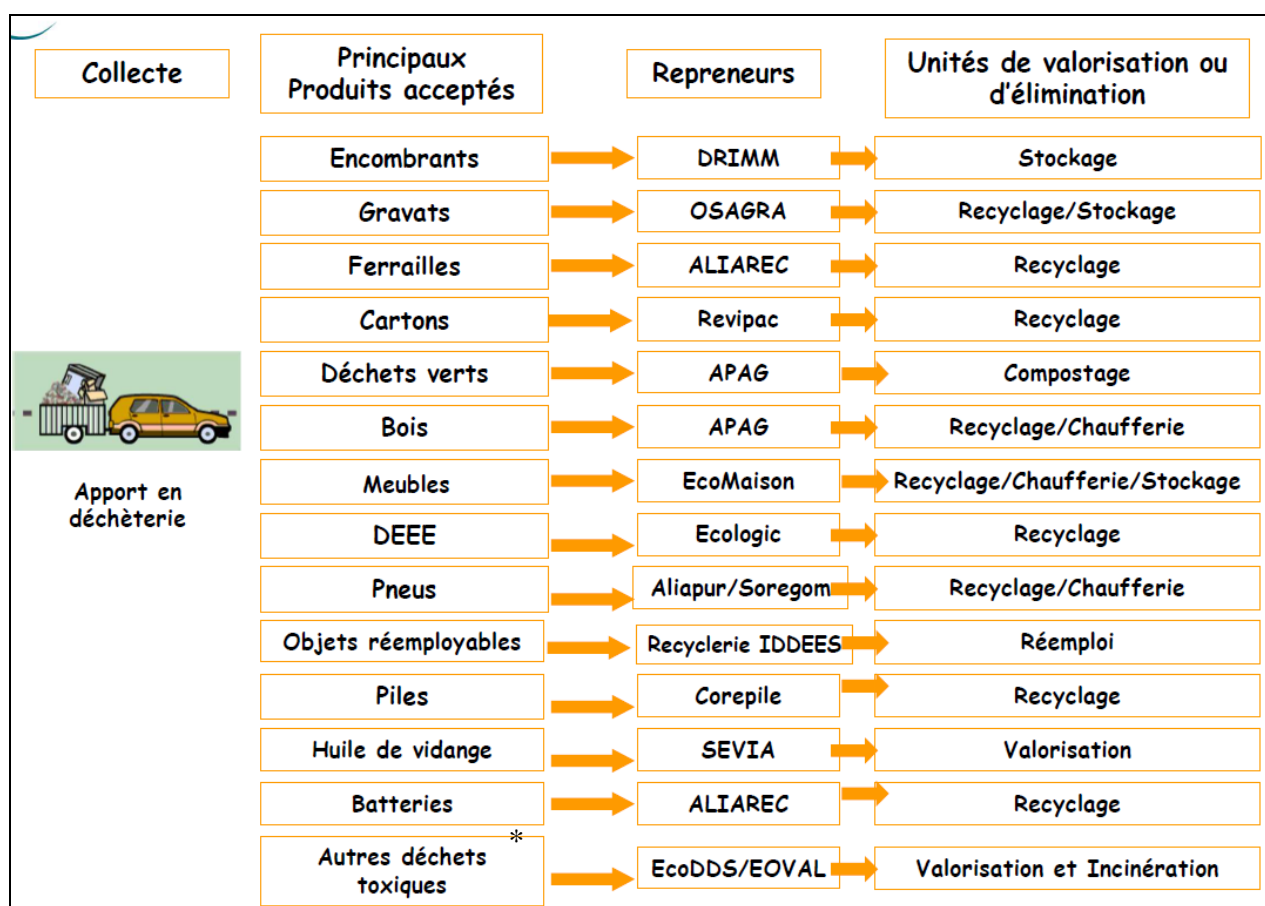 Collecte
Principaux
Produits acceptés
Repreneurs
Unités de valorisation ou
d'élimination
Encombrants
DRIMM
Stockage
Gravats
OSAGRA
Recyclage/Stockage
Ferrailles
ALIAREC
Recyclage
Cartons
Revipac
Recyclage
Déchets verts
APAG
Compostage
Bois
APAG
Recyclage/Chaufferie
Apport en
déchèterie
Meubles
EcoMaison
Recyclage/Chaufferie/Stockage
DEEE
Ecologic
Recyclage
Pneus
Aliapur/Soregom
Recyclage/Chaufferie
Objets réemployables
Recyclerie IDDEES
Réemploi
Piles
Corepile
Recyclage
Huile de vidange
SEVIA
Valorisation
Batteries
ALIAREC
Recyclage
Autres déchets *
toxiques
EcoDDS/EOVAL
Valorisation et Incinération